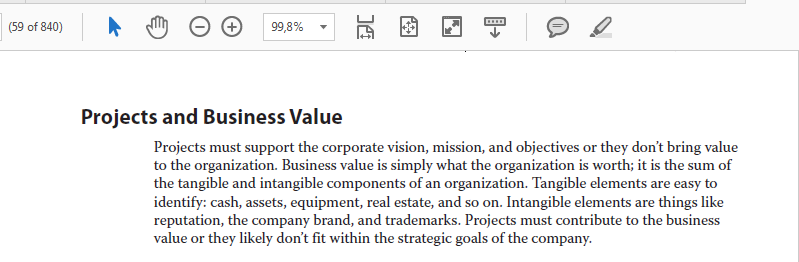 (59 of 840)
99,8%
Projects and Business Value
Projects must support the corporate vision, mission, and objectives or they don’t bring value
to the organization. Business value is simply what the organization is worth; it is the sum of
the tangible and intangible components of an organization. Tangible elements are easy to
identify: cash, assets, equipment, real estate, and so on. Intangible elements are things like
reputation, the company brand, and trademarks. Projects must contribute to the business
value or they likely don’t fit within the strategic goals of the company.